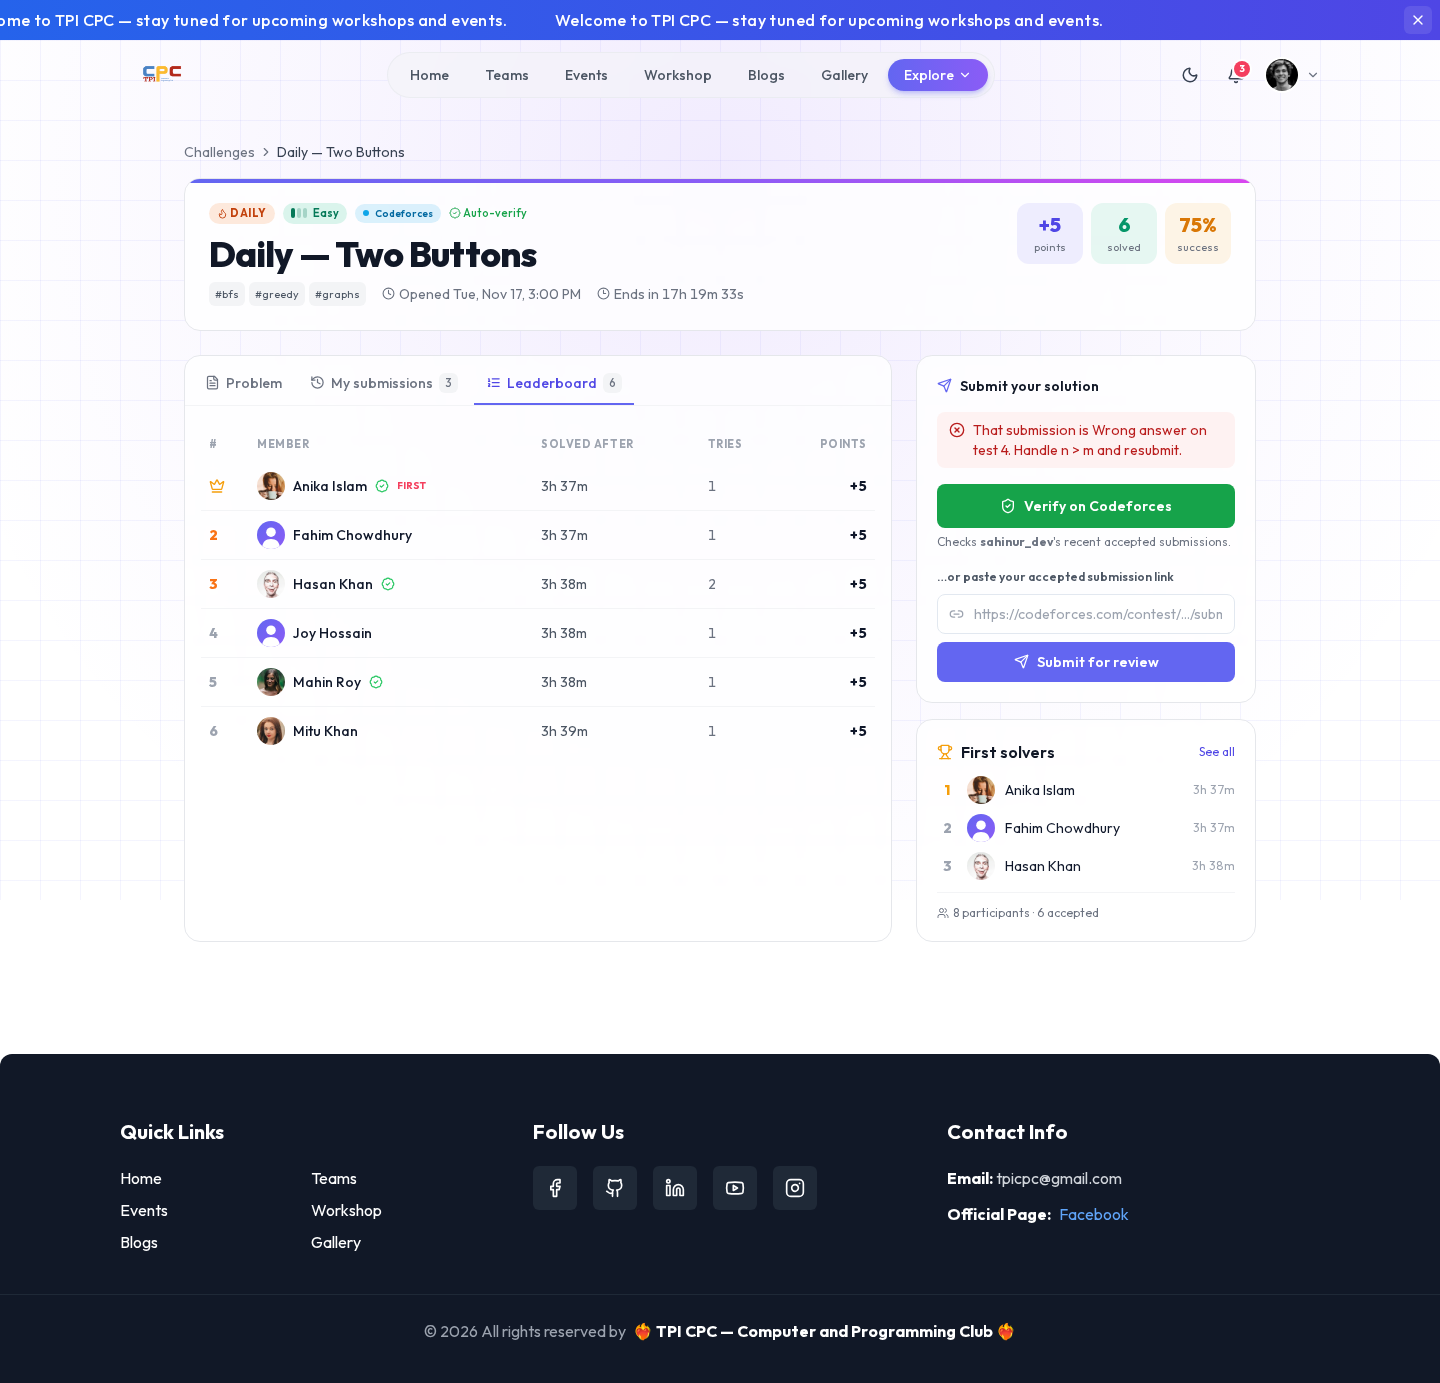 ome to TPI CPC — stay tuned for upcoming workshops and events. Welcome to TPI CPC — stay tuned for upcoming workshops and events.
CPC
TPI
Home Teams Events Workshop Blogs Gallery Explore
3
Challenges > Daily — Two Buttons
DAILY Easy Codeforces Auto-verify
Daily — Two Buttons
#bfs #greedy #graphs Opened Tue, Nov 17, 3:00 PM Ends in 17h 19m 33s
+5 6 75%
points solved success
Problem My submissions 3 Leaderboard 6
# MEMBER SOLVED AFTER TRIES POINTS
Anika Islam FIRST 3h 37m 1 +5
2 Fahim Chowdhury 3h 37m 1 +5
3 Hasan Khan 3h 38m 2 +5
4 Joy Hossain 3h 38m 1 +5
5 Mahin Roy 3h 38m 1 +5
6 Mitu Khan 3h 39m 1 +5
Submit your solution
That submission is Wrong answer on
test 4. Handle n > m and resubmit.
Verify on Codeforces
Checks sahinur_dev's recent accepted submissions.
...or paste your accepted submission link
https://codeforces.com/contest/.../subn
Submit for review
First solvers See all
1 Anika Islam 3h 37m
2 Fahim Chowdhury 3h 37m
3 Hasan Khan 3h 38m
8 participants · 6 accepted
Quick Links
Home Teams
Events Workshop
Blogs Gallery
Follow Us
Contact Info
Email: tpicpc@gmail.com
Official Page: Facebook
© 2026 All rights reserved by ❤️‍🔥 TPI CPC — Computer and Programming Club ❤️‍🔥